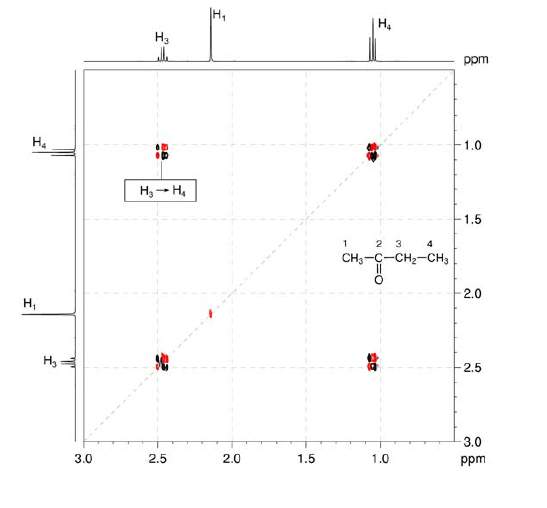 H₁
H₃
H₄
ppm
H₄
1.0
H₃ → H₄
1.5
1 2 3 4
CH₃–C–CH₂–CH₃
O
2.0
H₁
H₃
2.5
3.0
3.0 2.5 2.0 1.5 1.0 ppm